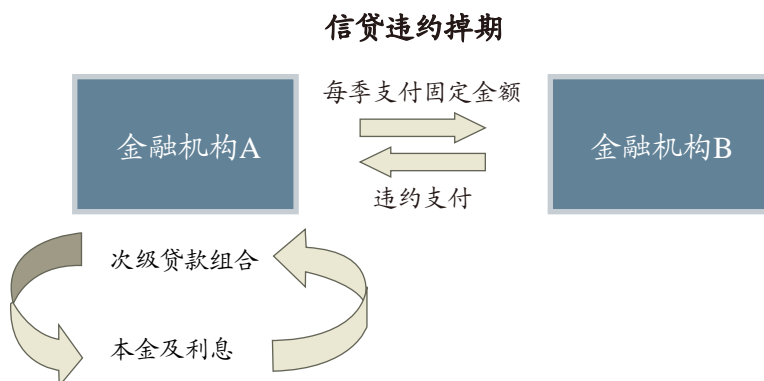 信贷违约掉期
每季支付固定金额
金融机构A
金融机构B
违约支付
次级贷款组合
本金及利息